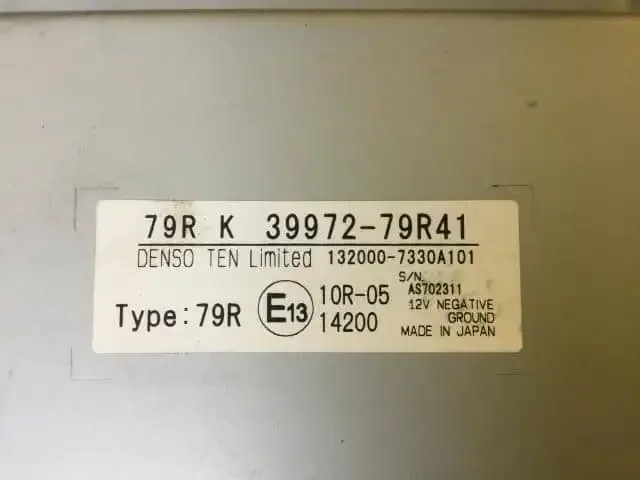 79R K 39972-79R41
DENSO TEN Limited 132000-7330A101
S/N.
AS702311
Type:79R E13 10R-05
14200
12V NEGATIVE
GROUND
MADE IN JAPAN